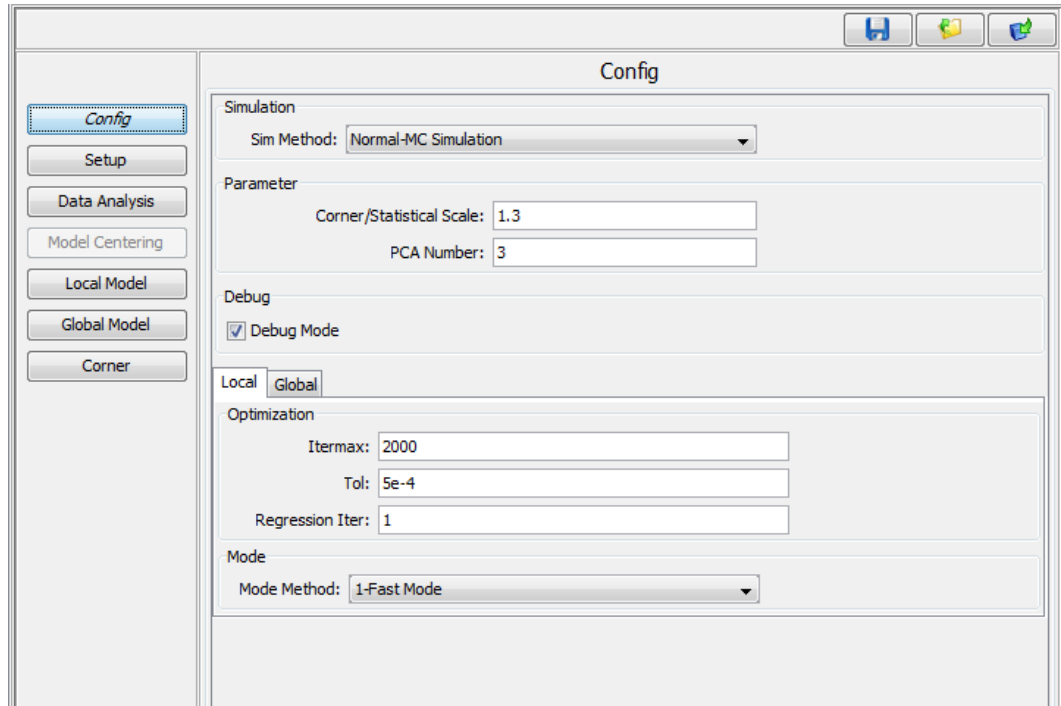 Config
Config
Setup
Data Analysis
Model Centering
Local Model
Global Model
Corner
Simulation
Sim Method: Normal-MC Simulation
Parameter
Corner/Statistical Scale: 1.3
PCA Number: 3
Debug
Debug Mode
Local Global
Optimization
Itermax: 2000
Tol: 5e-4
Regression Iter: 1
Mode
Mode Method: 1-Fast Mode